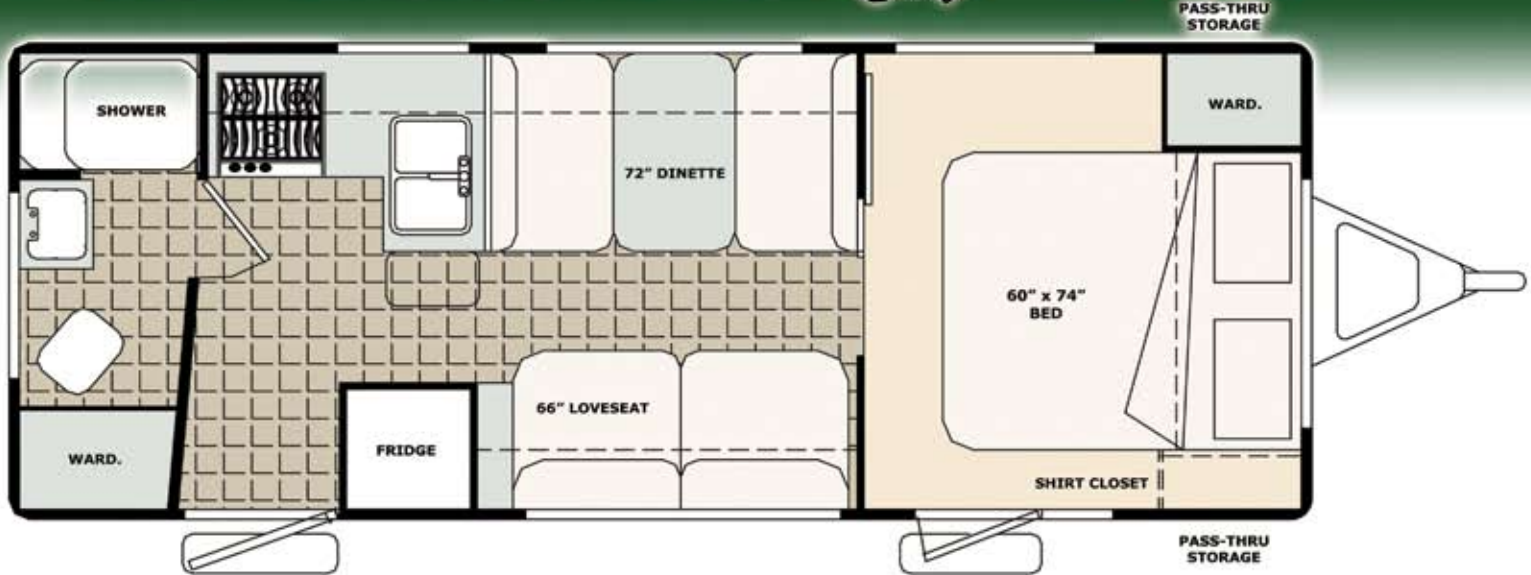 PASS-THRU
STORAGE
SHOWER
WARD.
72" DINETTE
60" x 74"
BED
66" LOVESEAT
FRIDGE
WARD.
SHIRT CLOSET
PASS-THRU
STORAGE